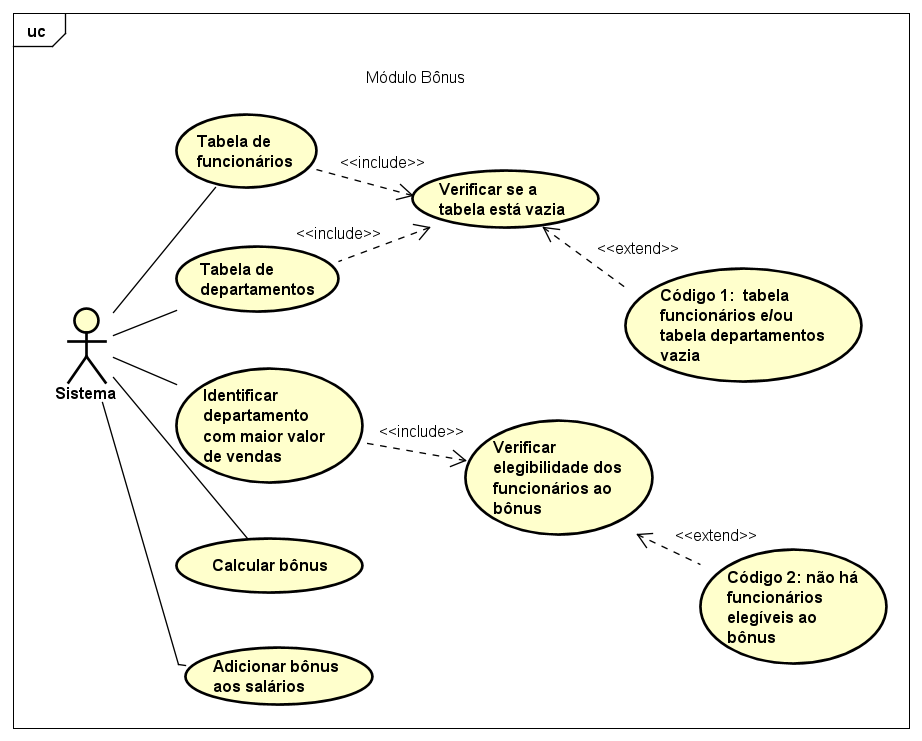 uc
Módulo Bônus
Tabela de
funcionários
<<include>>
Verificar se a
tabela está vazia
<<include>>
Tabela de
departamentos
<<extend>>
Código 1:  tabela
funcionários e/ou
tabela departamentos
vazia
Sistema
Identificar
departamento
com maior valor
de vendas
<<include>>
Verificar
elegibilidade dos
funcionários ao
bônus
<<extend>>
Código 2: não há
funcionários
elegíveis ao
bônus
Calcular bônus
Adicionar bônus
aos salários